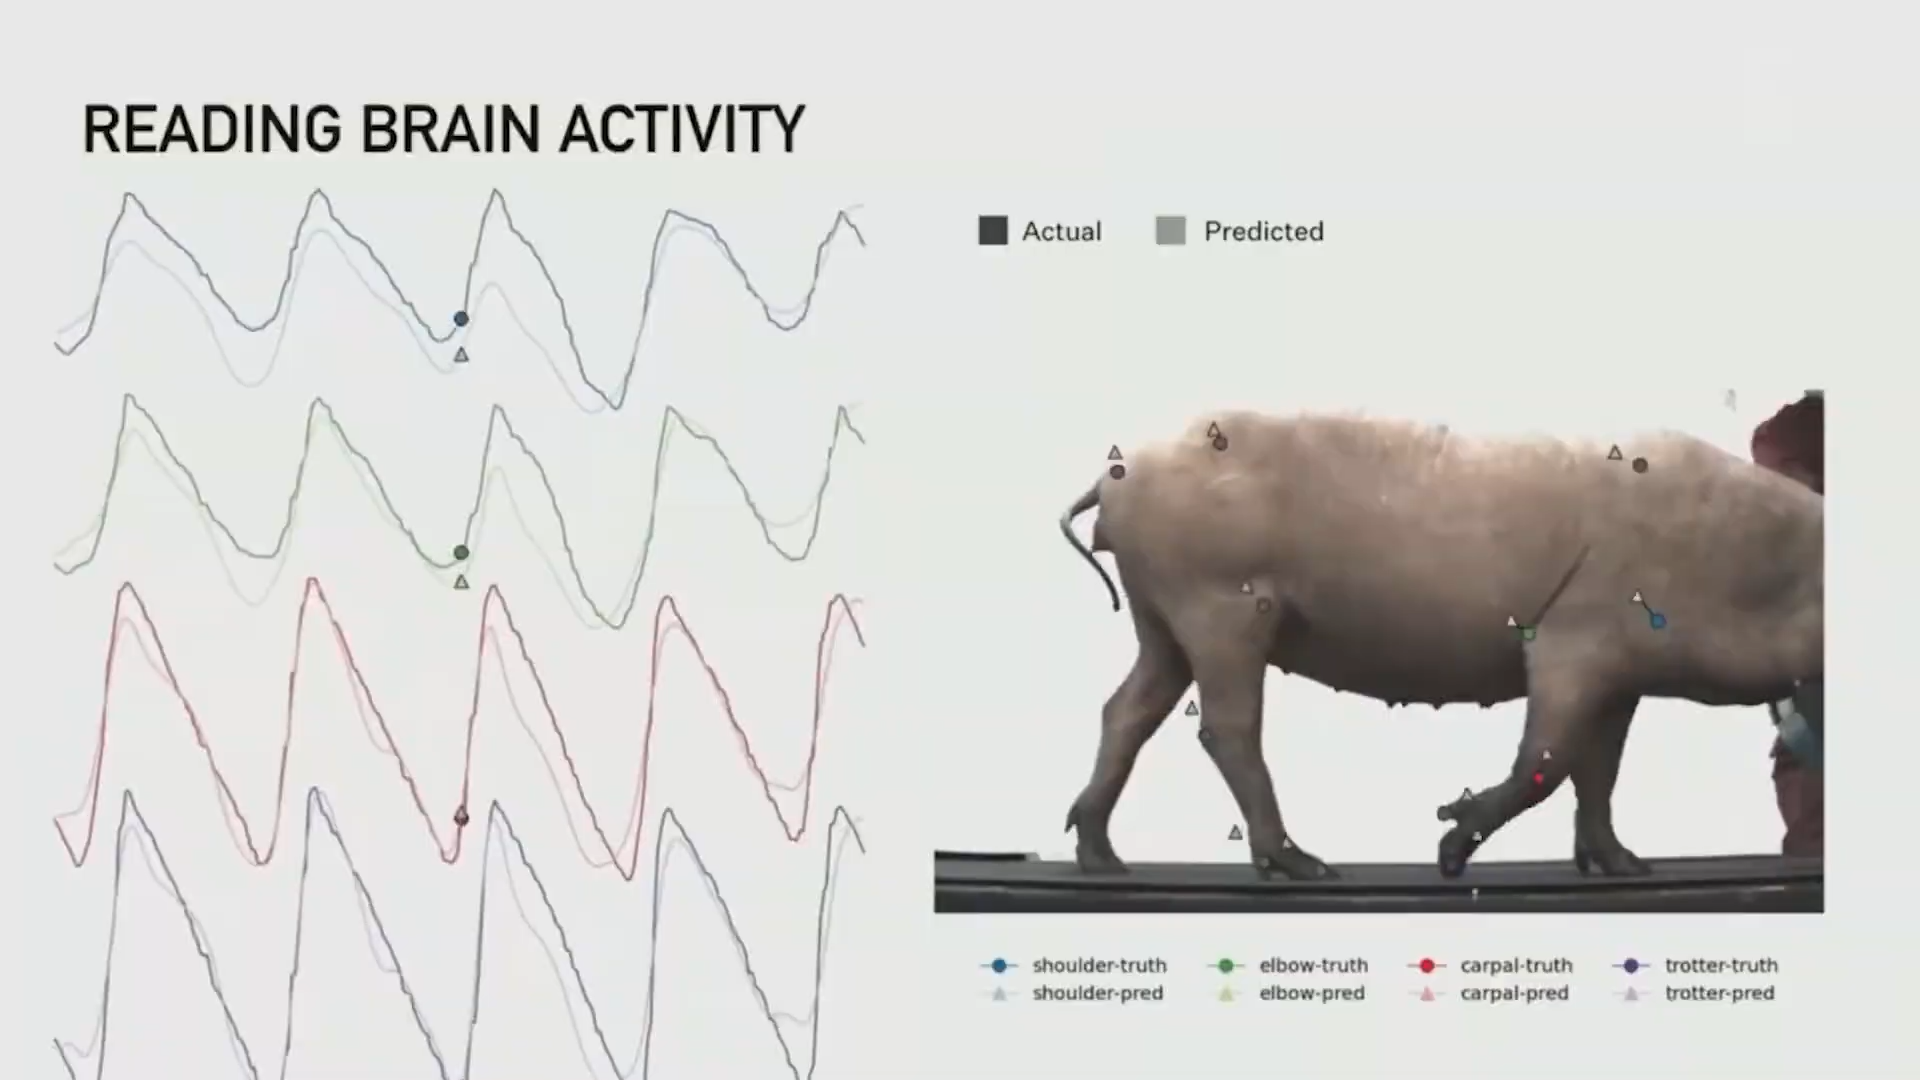 READING BRAIN ACTIVITY
Actual Predicted
shoulder-truth elbow-truth carpal-truth trotter-truth
shoulder-pred elbow-pred carpal-pred trotter-pred